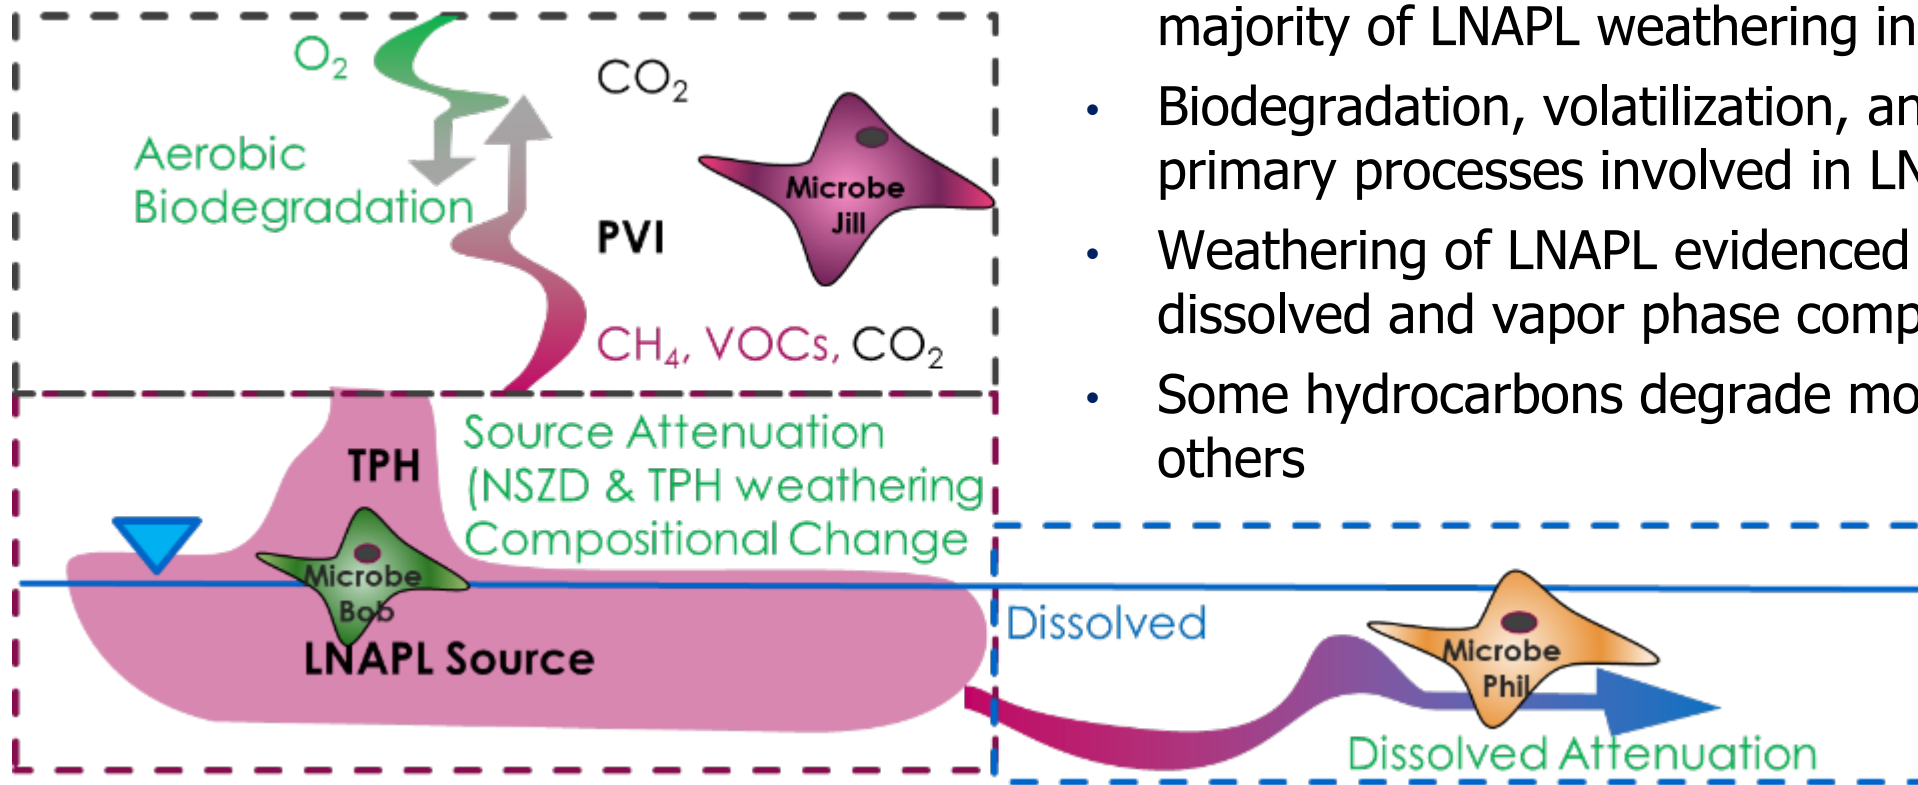 O2
CO2
Aerobic
Biodegradation
Microbe
Jill
PVI
CH4, VOCs, CO2
TPH
Source Attenuation
(NSZD & TPH weathering
Compositional Change
Microbe
Bob
LNAPL Source
majority of LNAPL weathering in
• Biodegradation, volatilization, an
primary processes involved in LN
• Weathering of LNAPL evidenced
dissolved and vapor phase comp
• Some hydrocarbons degrade mo
others
Dissolved
Microbe
Phil
Dissolved Attenuation